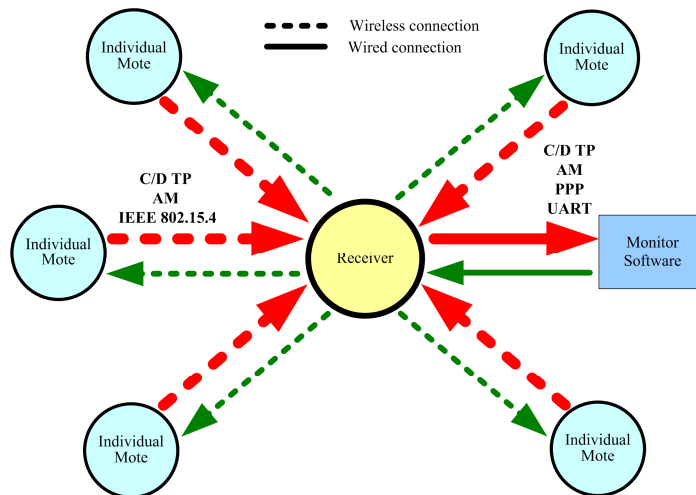 Wireless connection
Wired connection
Individual
Mote
Individual
Mote
C/D TP
AM
IEEE 802.15.4
C/D TP
AM
PPP
UART
Individual
Mote
Receiver
Monitor
Software
Individual
Mote
Individual
Mote